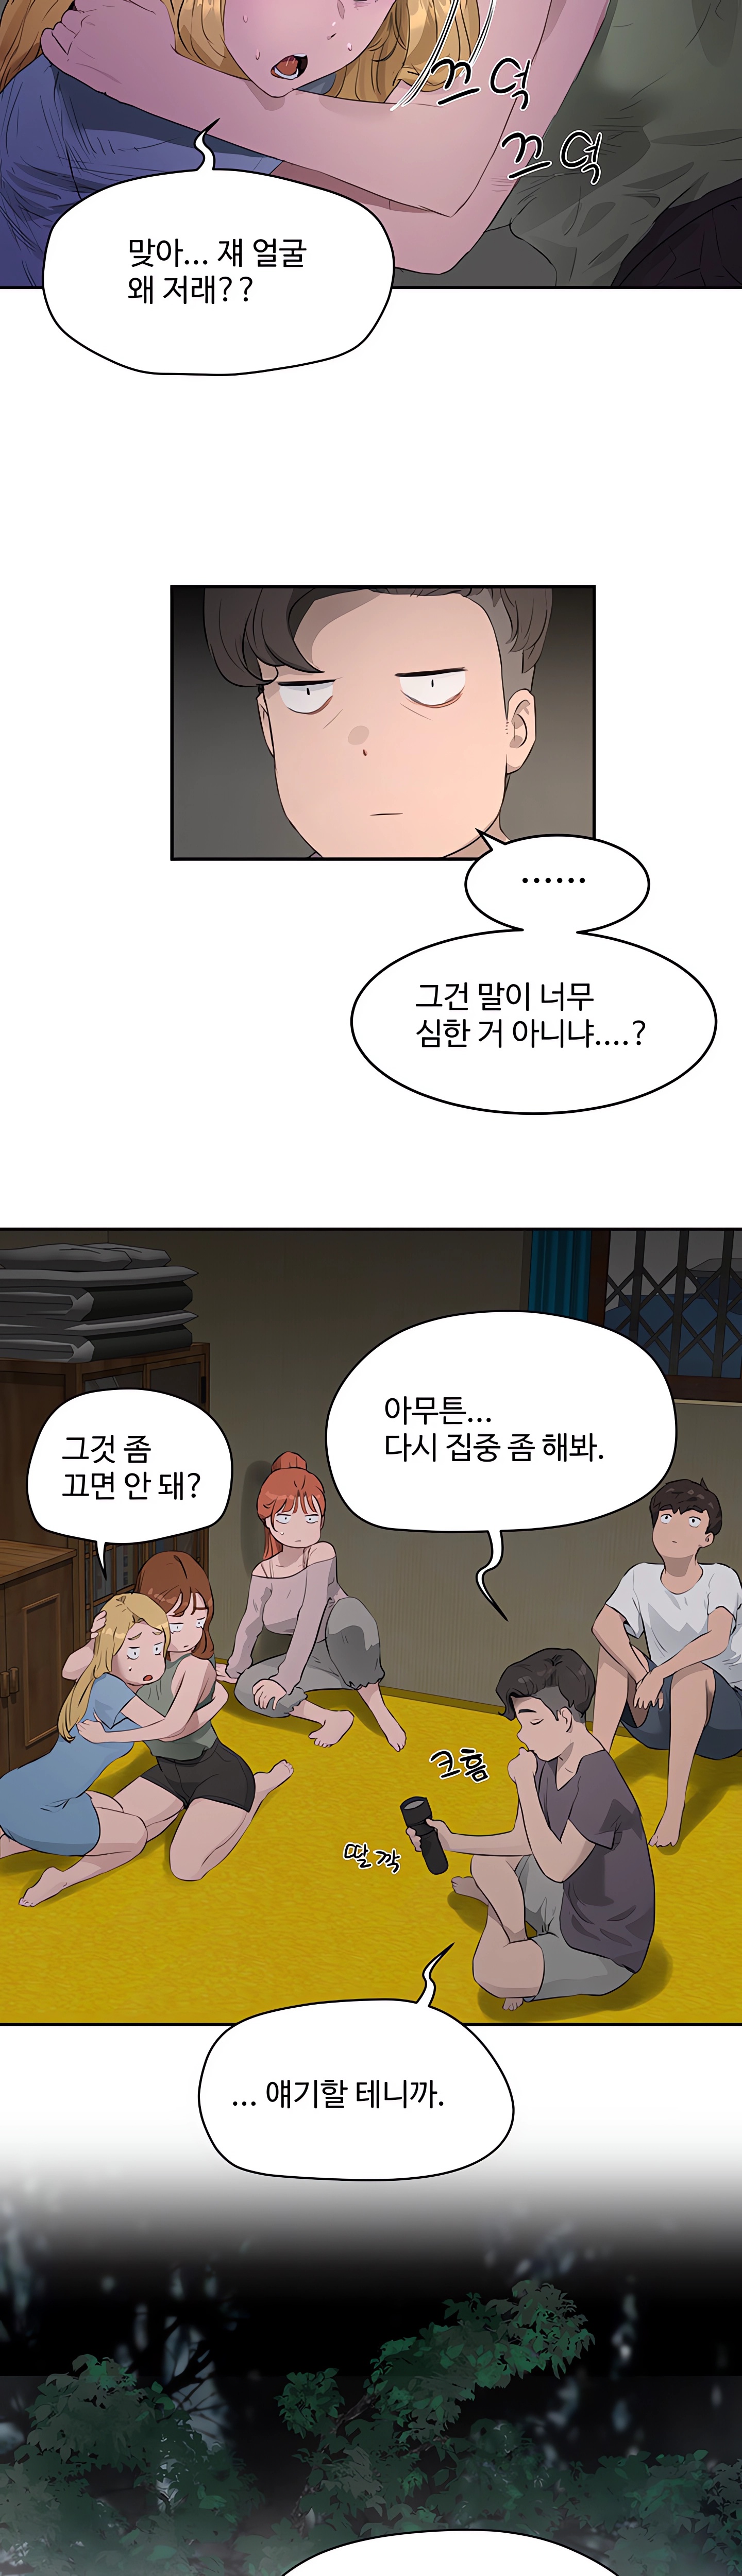 끄덕
끄덕
맞아... 쟤 얼굴
왜 저래??
......
그건 말이 너무
심한 거 아니냐....?
아무튼...
다시 집중 좀 해봐.
그것 좀
끄면 안 돼?
크흠
딸깍
... 얘기할 테니까.